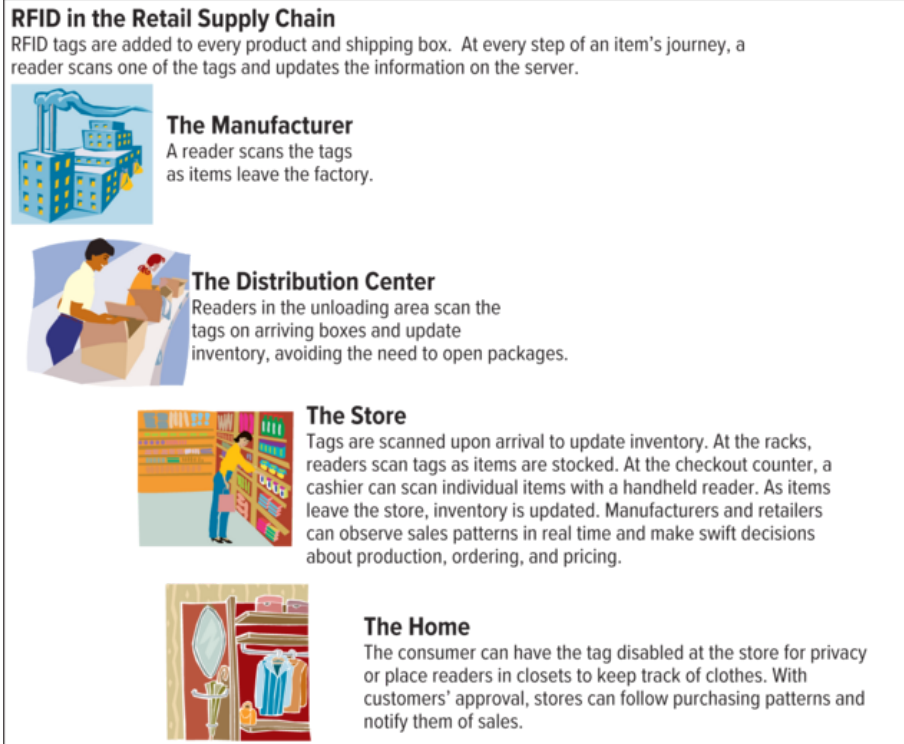 RFID in the Retail Supply Chain
RFID tags are added to every product and shipping box. At every step of an item's journey, a
reader scans one of the tags and updates the information on the server.
The Manufacturer
A reader scans the tags
as items leave the factory.
The Distribution Center
Readers in the unloading area scan the
tags on arriving boxes and update
inventory, avoiding the need to open packages.
The Store
Tags are scanned upon arrival to update inventory. At the racks,
readers scan tags as items are stocked. At the checkout counter, a
cashier can scan individual items with a handheld reader. As items
leave the store, inventory is updated. Manufacturers and retailers
can observe sales patterns in real time and make swift decisions
about production, ordering, and pricing.
The Home
The consumer can have the tag disabled at the store for privacy
or place readers in closets to keep track of clothes. With
customers' approval, stores can follow purchasing patterns and
notify them of sales.